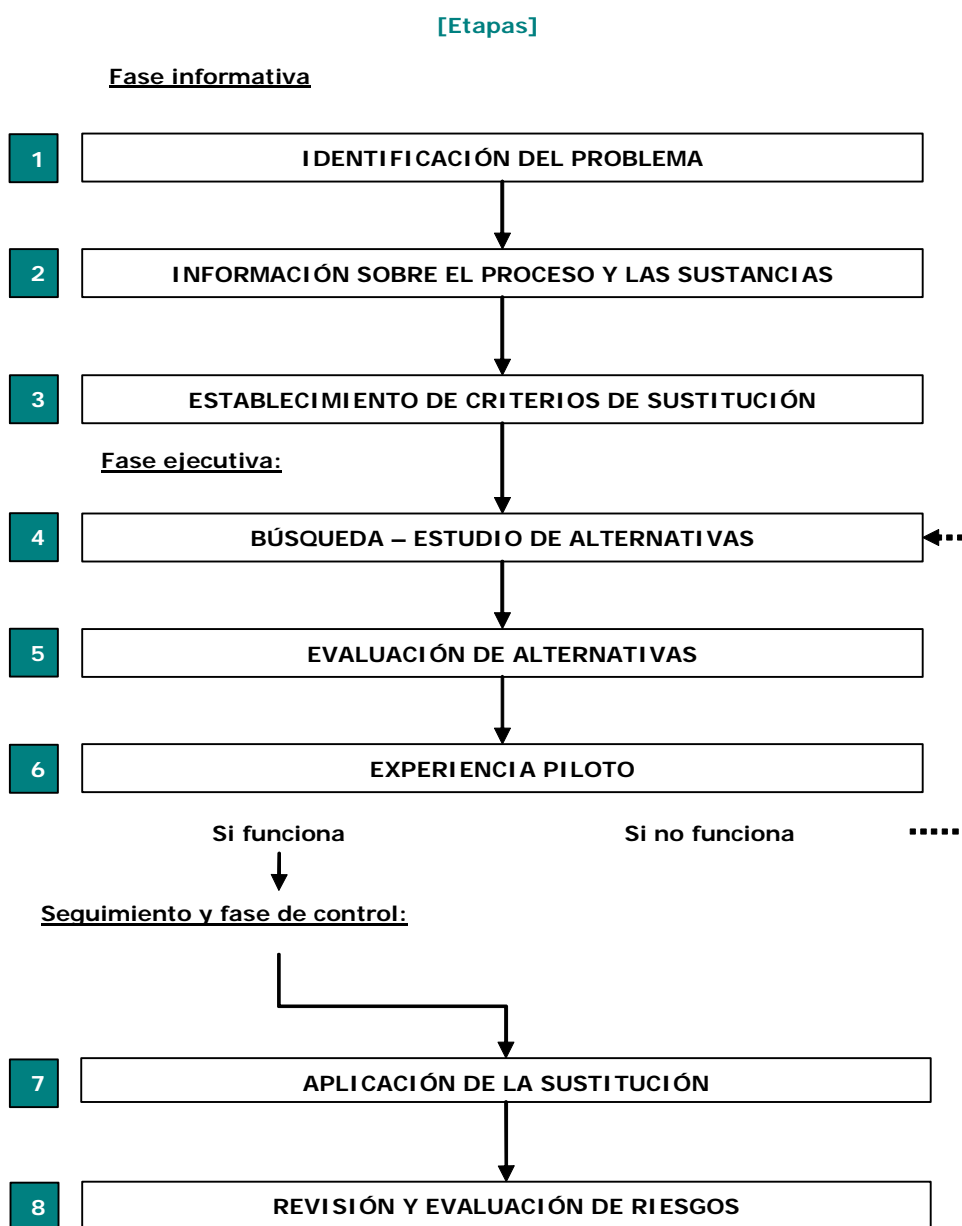 [Etapas]
Fase informativa
1 IDENTIFICACIÓN DEL PROBLEMA
2 INFORMACIÓN SOBRE EL PROCESO Y LAS SUSTANCIAS
3 ESTABLECIMIENTO DE CRITERIOS DE SUSTITUCIÓN
Fase ejecutiva:
4 BÚSQUEDA – ESTUDIO DE ALTERNATIVAS
5 EVALUACIÓN DE ALTERNATIVAS
6 EXPERIENCIA PILOTO
Si funciona Si no funciona
Seguimiento y fase de control:
7 APLICACIÓN DE LA SUSTITUCIÓN
8 REVISIÓN Y EVALUACIÓN DE RIESGOS